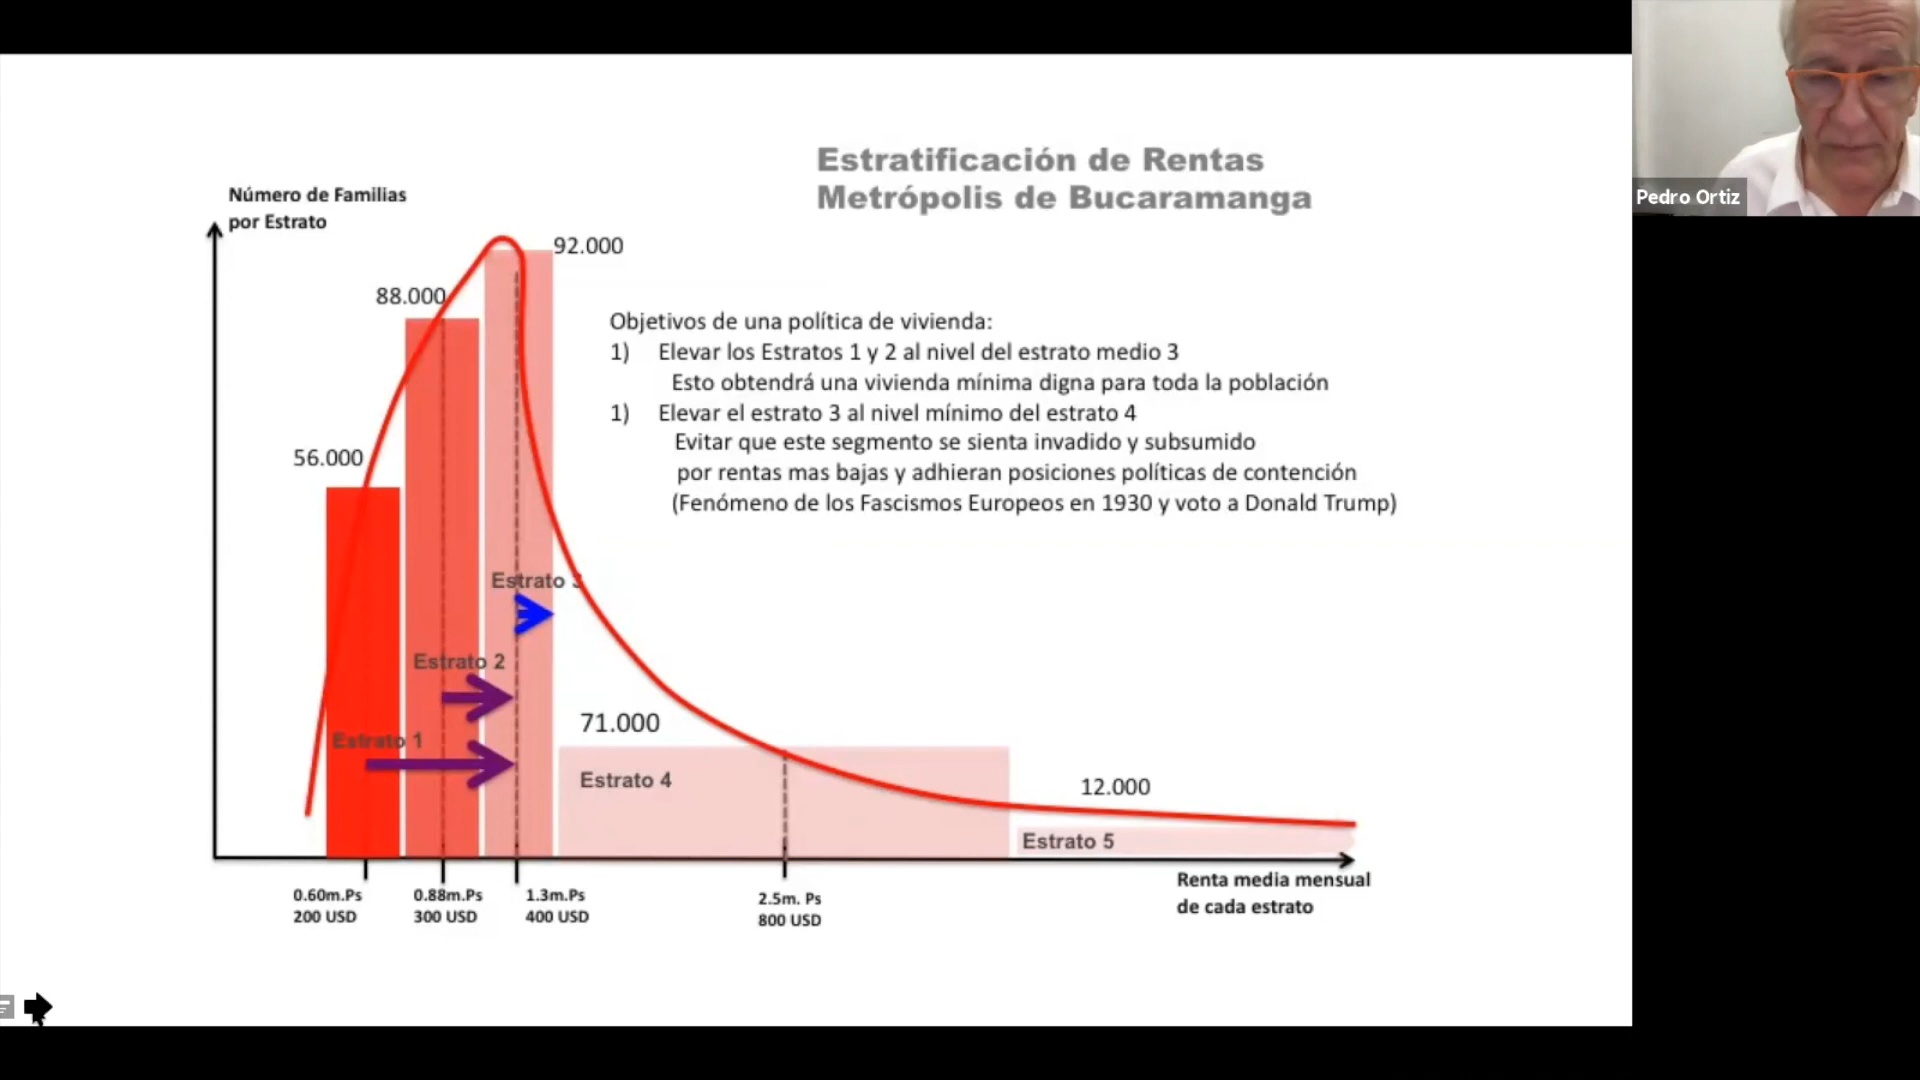 Pedro Ortiz
Estratificación de Rentas
Metrópolis de Bucaramanga
Número de Familias
por Estrato
92.000
88.000
56.000
Objetivos de una política de vivienda:
1) Elevar los Estratos 1 y 2 al nivel del estrato medio 3
Esto obtendrá una vivienda mínima digna para toda la población
1) Elevar el estrato 3 al nivel mínimo del estrato 4
Evitar que este segmento se sienta invadido y subsumido
por rentas mas bajas y adhieran posiciones políticas de contención
(Fenómeno de los Fascismos Europeos en 1930 y voto a Donald Trump)
Estrato 3
Estrato 2
Estrato 1
71.000
Estrato 4
12.000
Estrato 5
0.60m.Ps
200 USD
0.88m.Ps
300 USD
1.3m.Ps
400 USD
2.5m. Ps
800 USD
Renta media mensual
de cada estrato